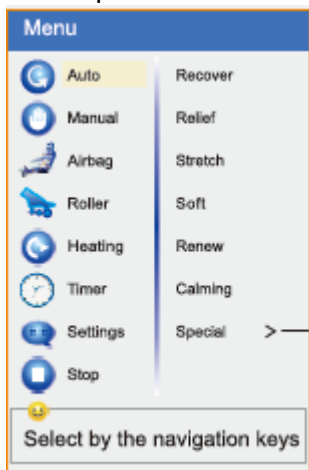 Menu
Auto
Manual
Airbag
Roller
Heating
Timer
Settings
Stop
Recover
Relief
Stretch
Soft
Renew
Calming
Special >
Select by the navigation keys